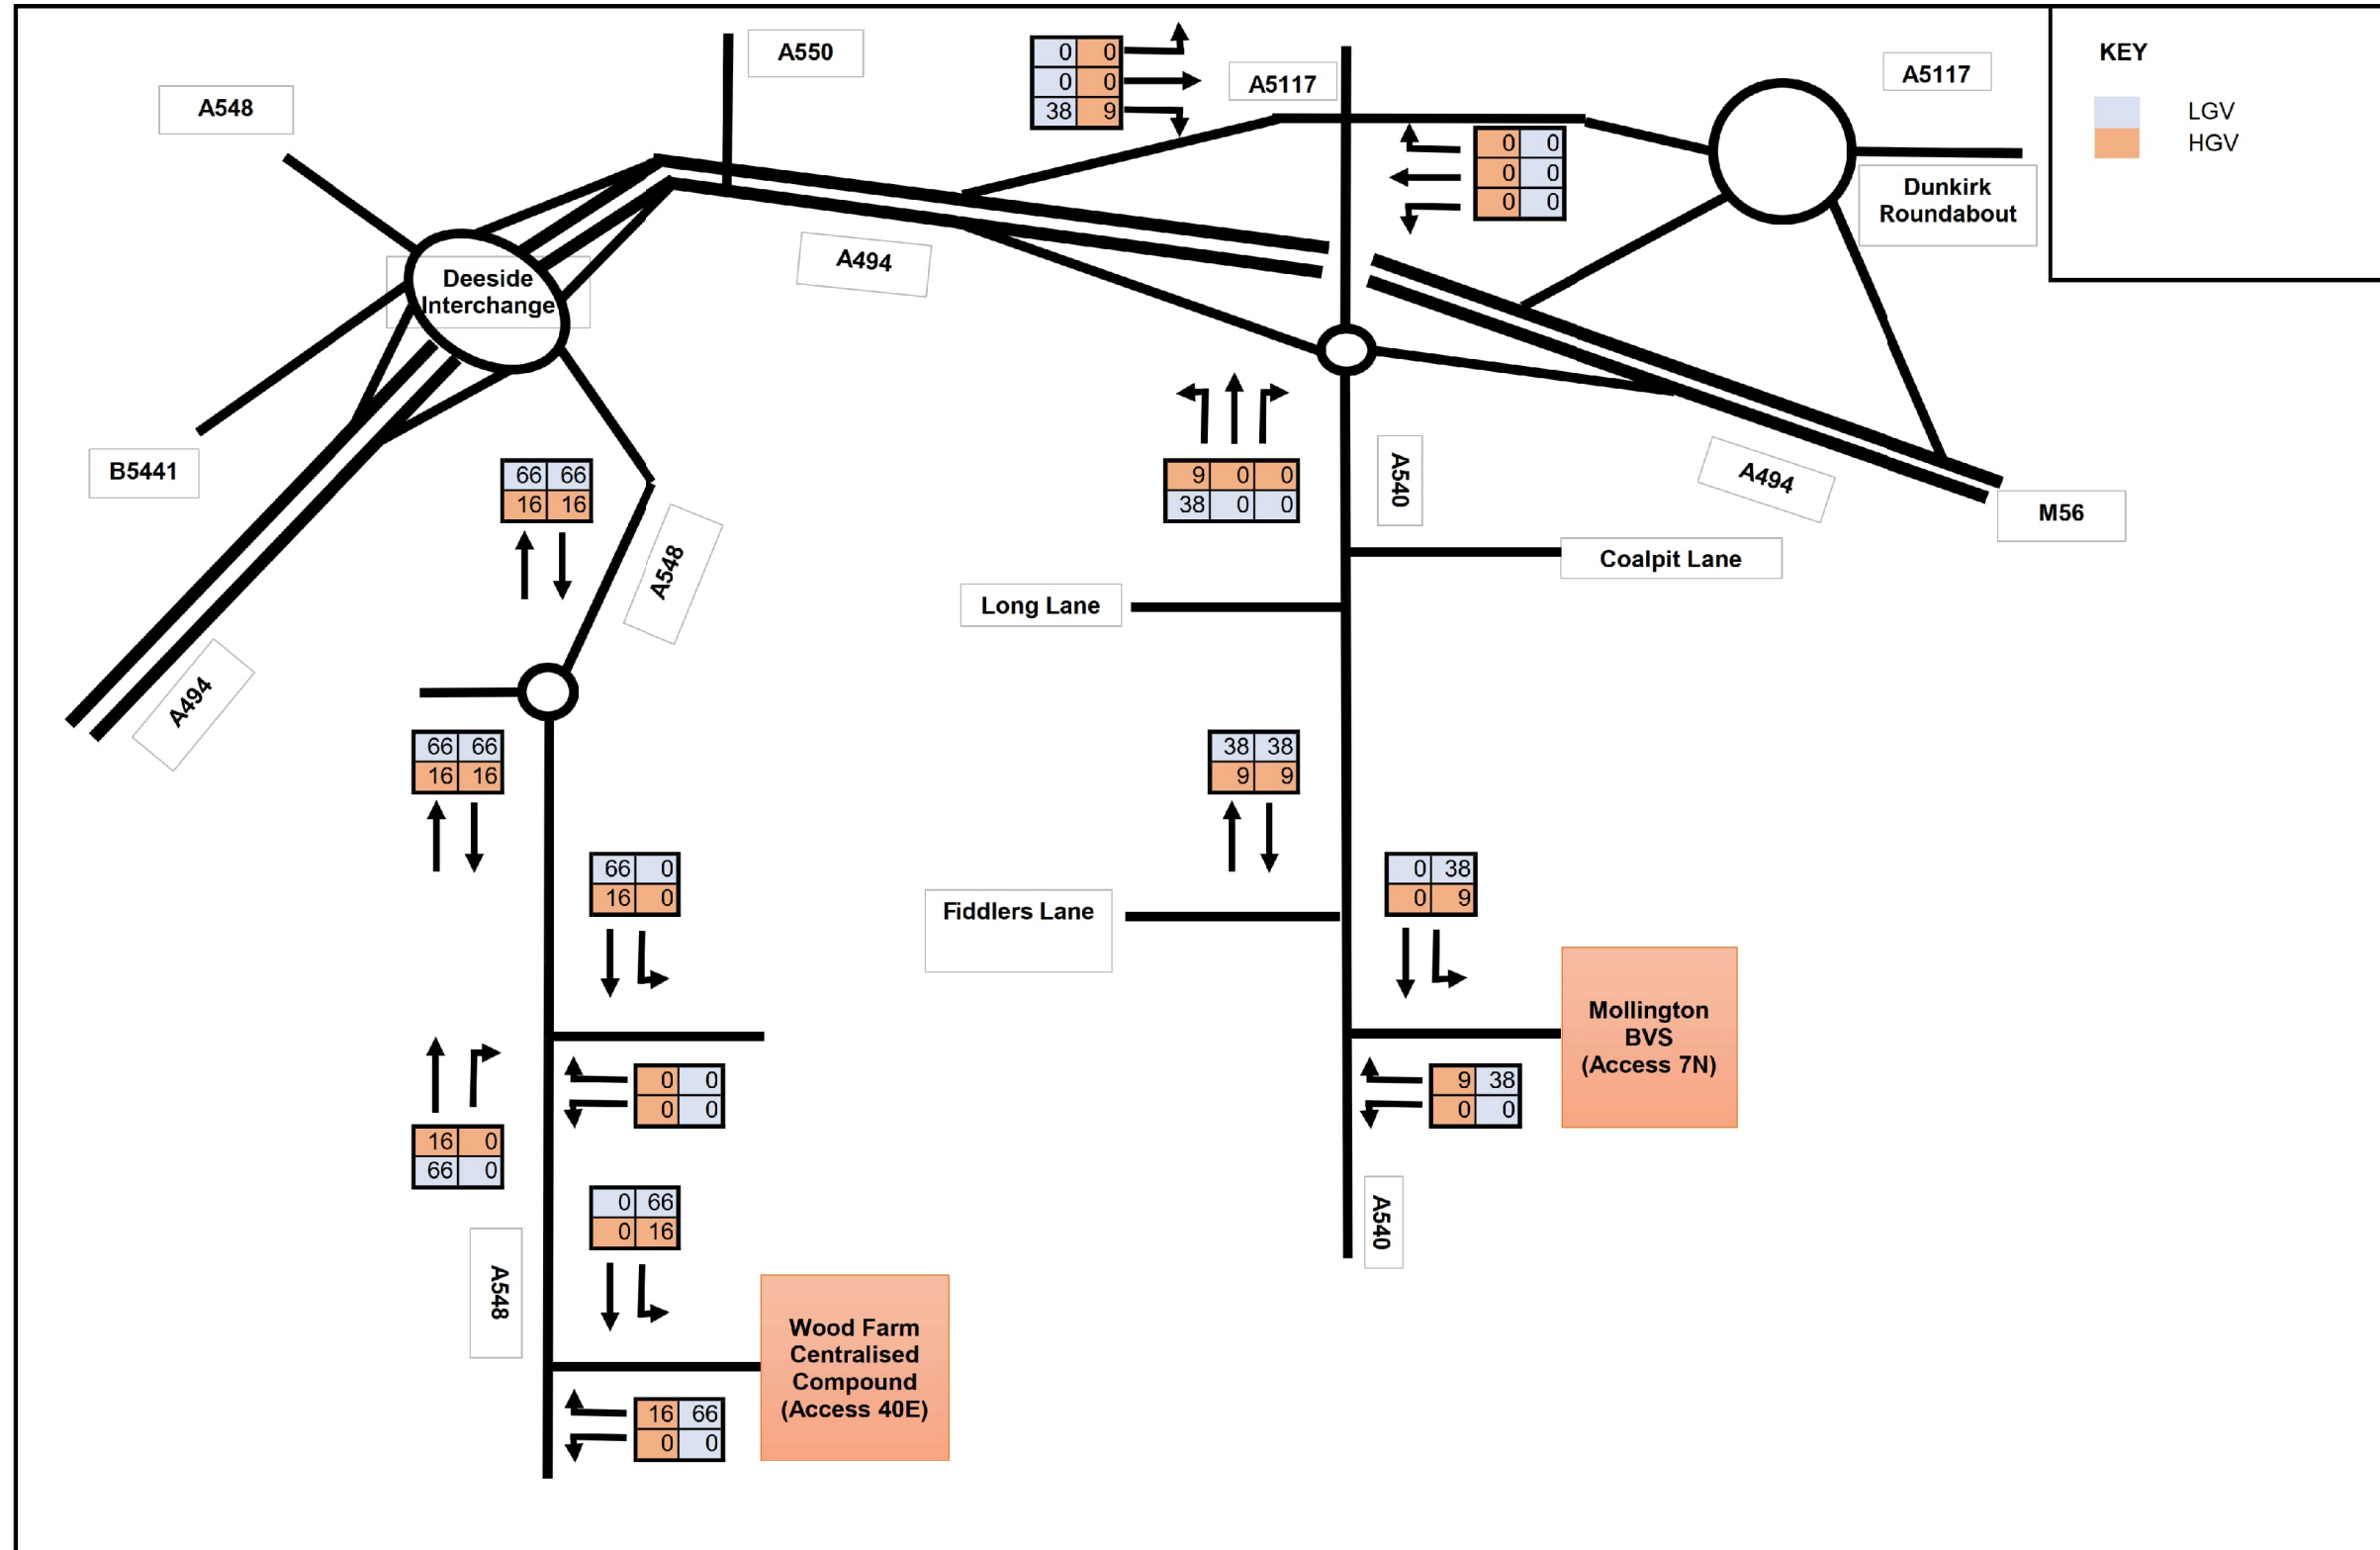 A550
A548
0 0
0 0
38 9
A5117
A5117
KEY
LGV
HGV
0 0
0 0
0 0
Dunkirk
Roundabout
A494
Deeside
Interchange
B5441
66 66
16 16
A548
9 0 0
38 0 0
A540
A494
M56
Coalpit Lane
Long Lane
A494
66 66
16 16
38 38
9 9
66 0
16 0
0 38
0 9
Fiddlers Lane
Mollington
BVS
(Access 7N)
0 0
0 0
9 38
0 0
16 0
66 0
0 66
0 16
A540
A548
Wood Farm
Centralised
Compound
(Access 40E)
16 66
0 0